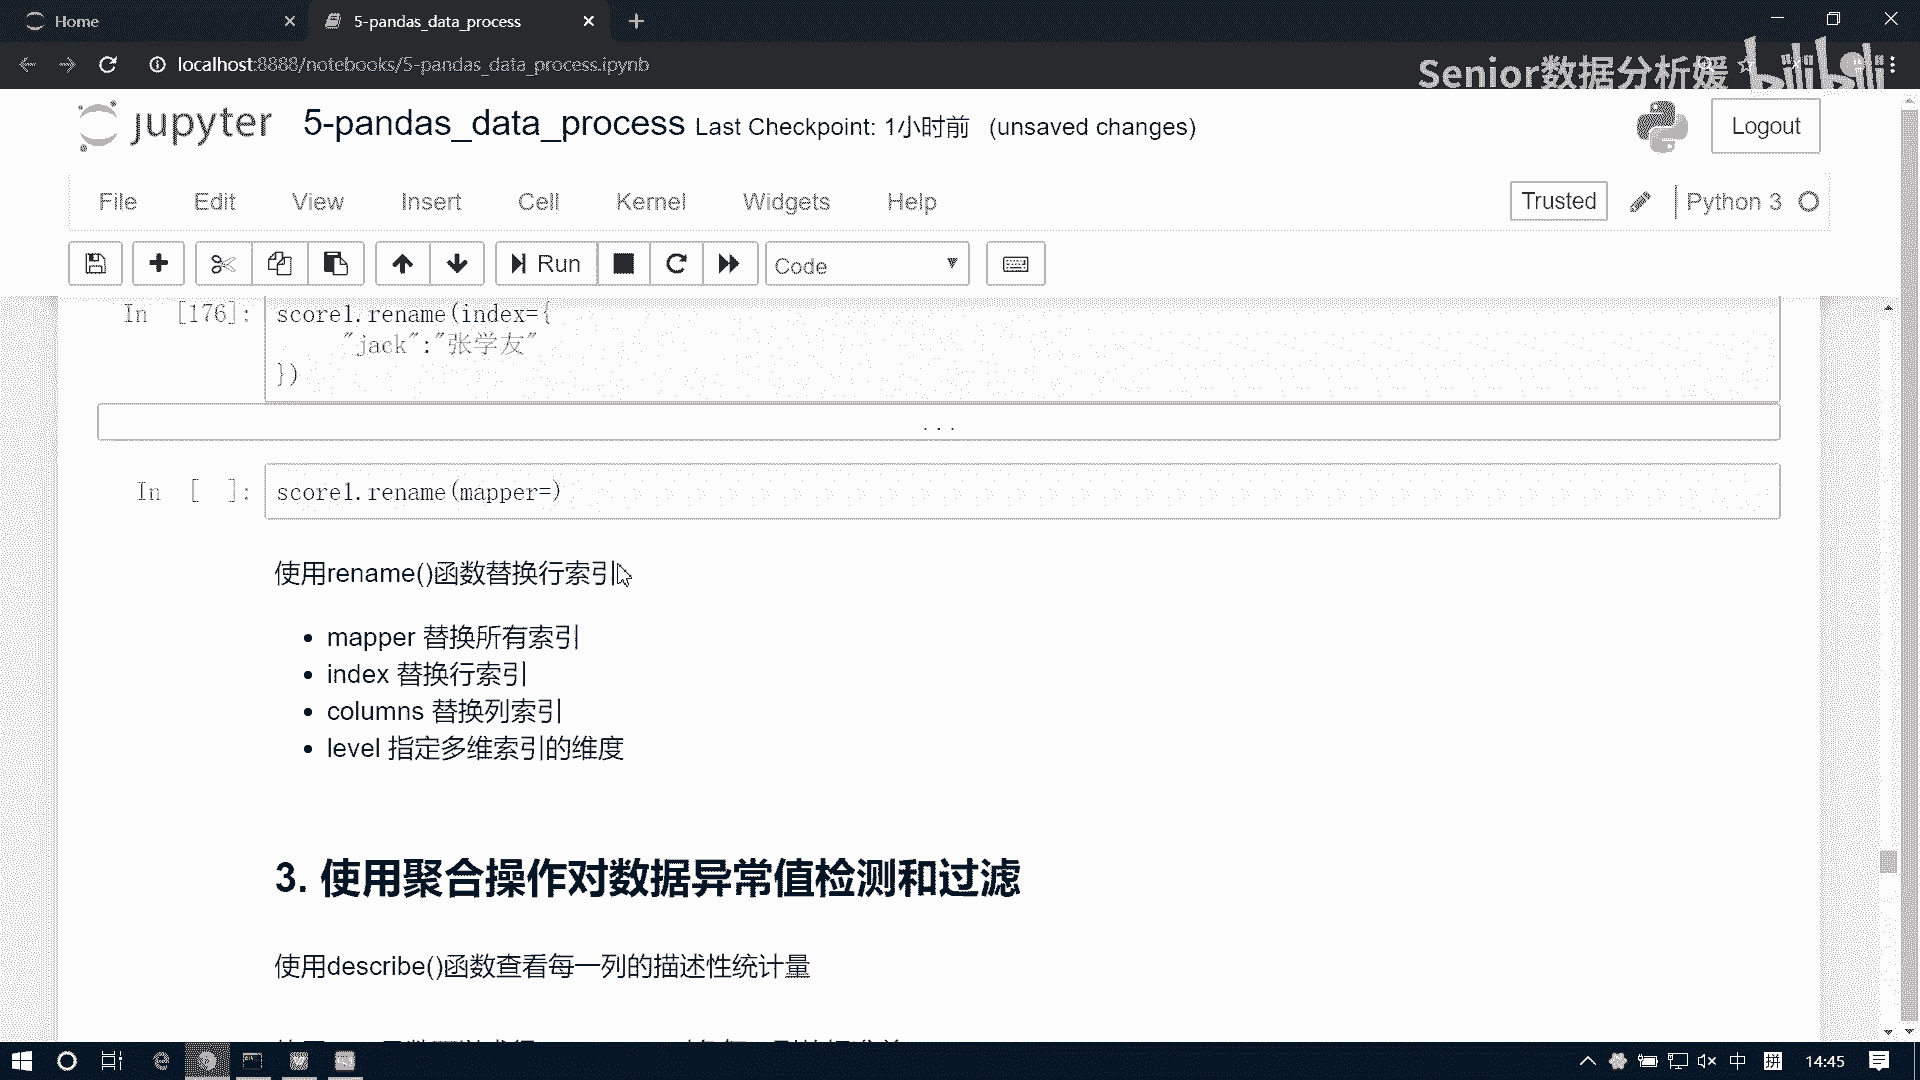 Home
5-pandas_data_process
localhost:8888/notebooks/5-pandas_data_process.ipynb
Senior数据分析媛 bilibili
jupyter 5-pandas_data_process Last Checkpoint: 1小时前 (unsaved changes)
Logout
File Edit View Insert Cell Kernel Widgets Help
Trusted Python 3
Run Code
In [176]: score1.rename(index={
"jack":"张学友"
})
...
In [ ]: score1.rename(mapper=)
使用rename()函数替换行索引
• mapper 替换所有索引
• index 替换行索引
• columns 替换列索引
• level 指定多维索引的维度
3. 使用聚合操作对数据异常值检测和过滤
使用describe()函数查看每一列的描述性统计量
中 拼 14:45